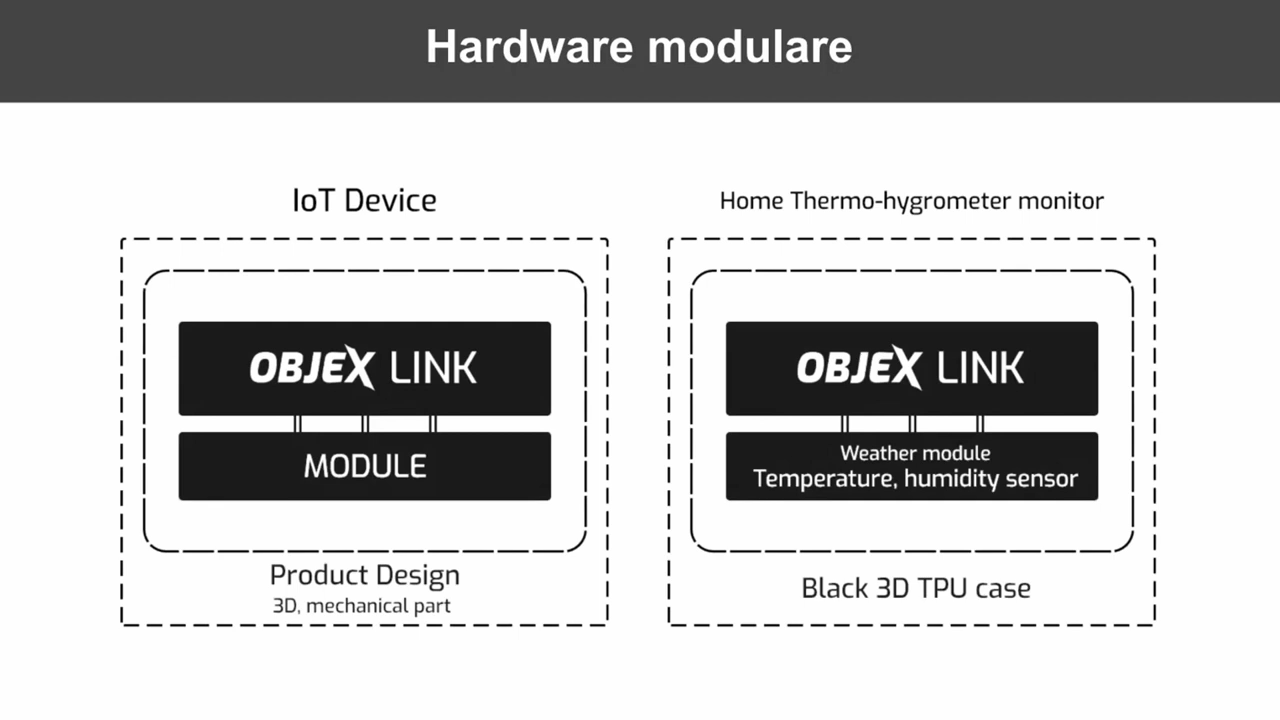 Hardware modulare
IoT Device
OBJEX LINK
MODULE
Product Design
3D, mechanical part
Home Thermo-hygrometer monitor
OBJEX LINK
Weather module
Temperature, humidity sensor
Black 3D TPU case